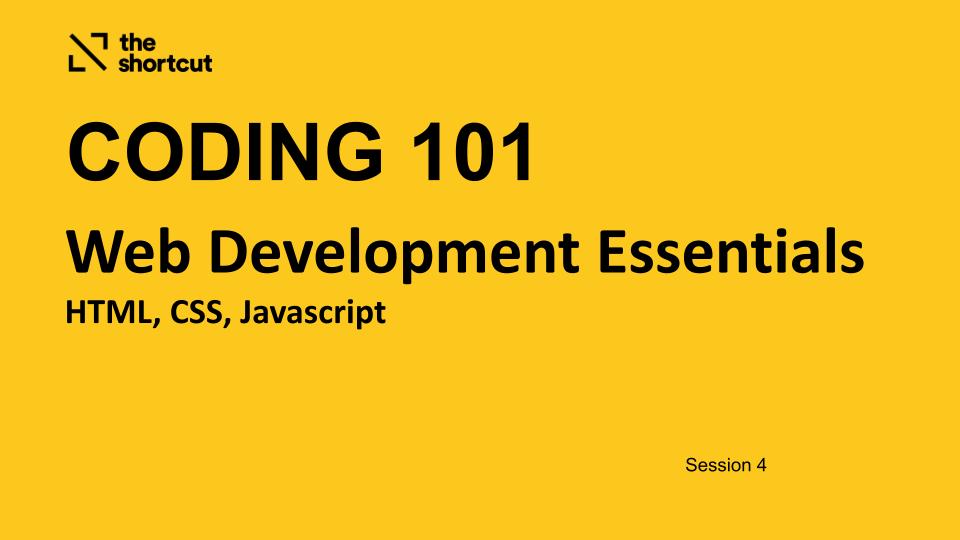 the
shortcut
CODING 101
Web Development Essentials
HTML, CSS, Javascript
Session 4